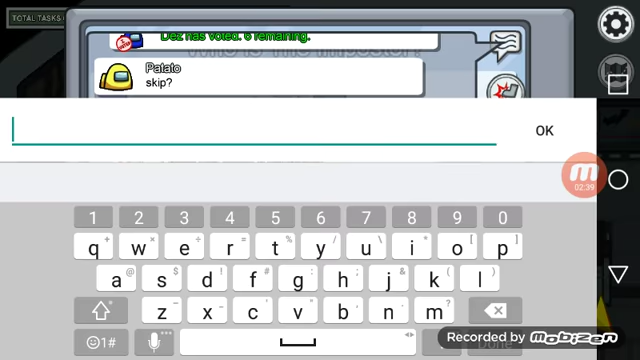 TOTAL TASKS
Dez has voted. 6 remaining.
Who Is The Impostor?
Patato
skip?
OK
02:39
1 2 3 4 5 6 7 8 9 0
q w e r t y u i o p
a s d f g h j k l
z x c v b n m
1#
Done
Recorded by Mobizen